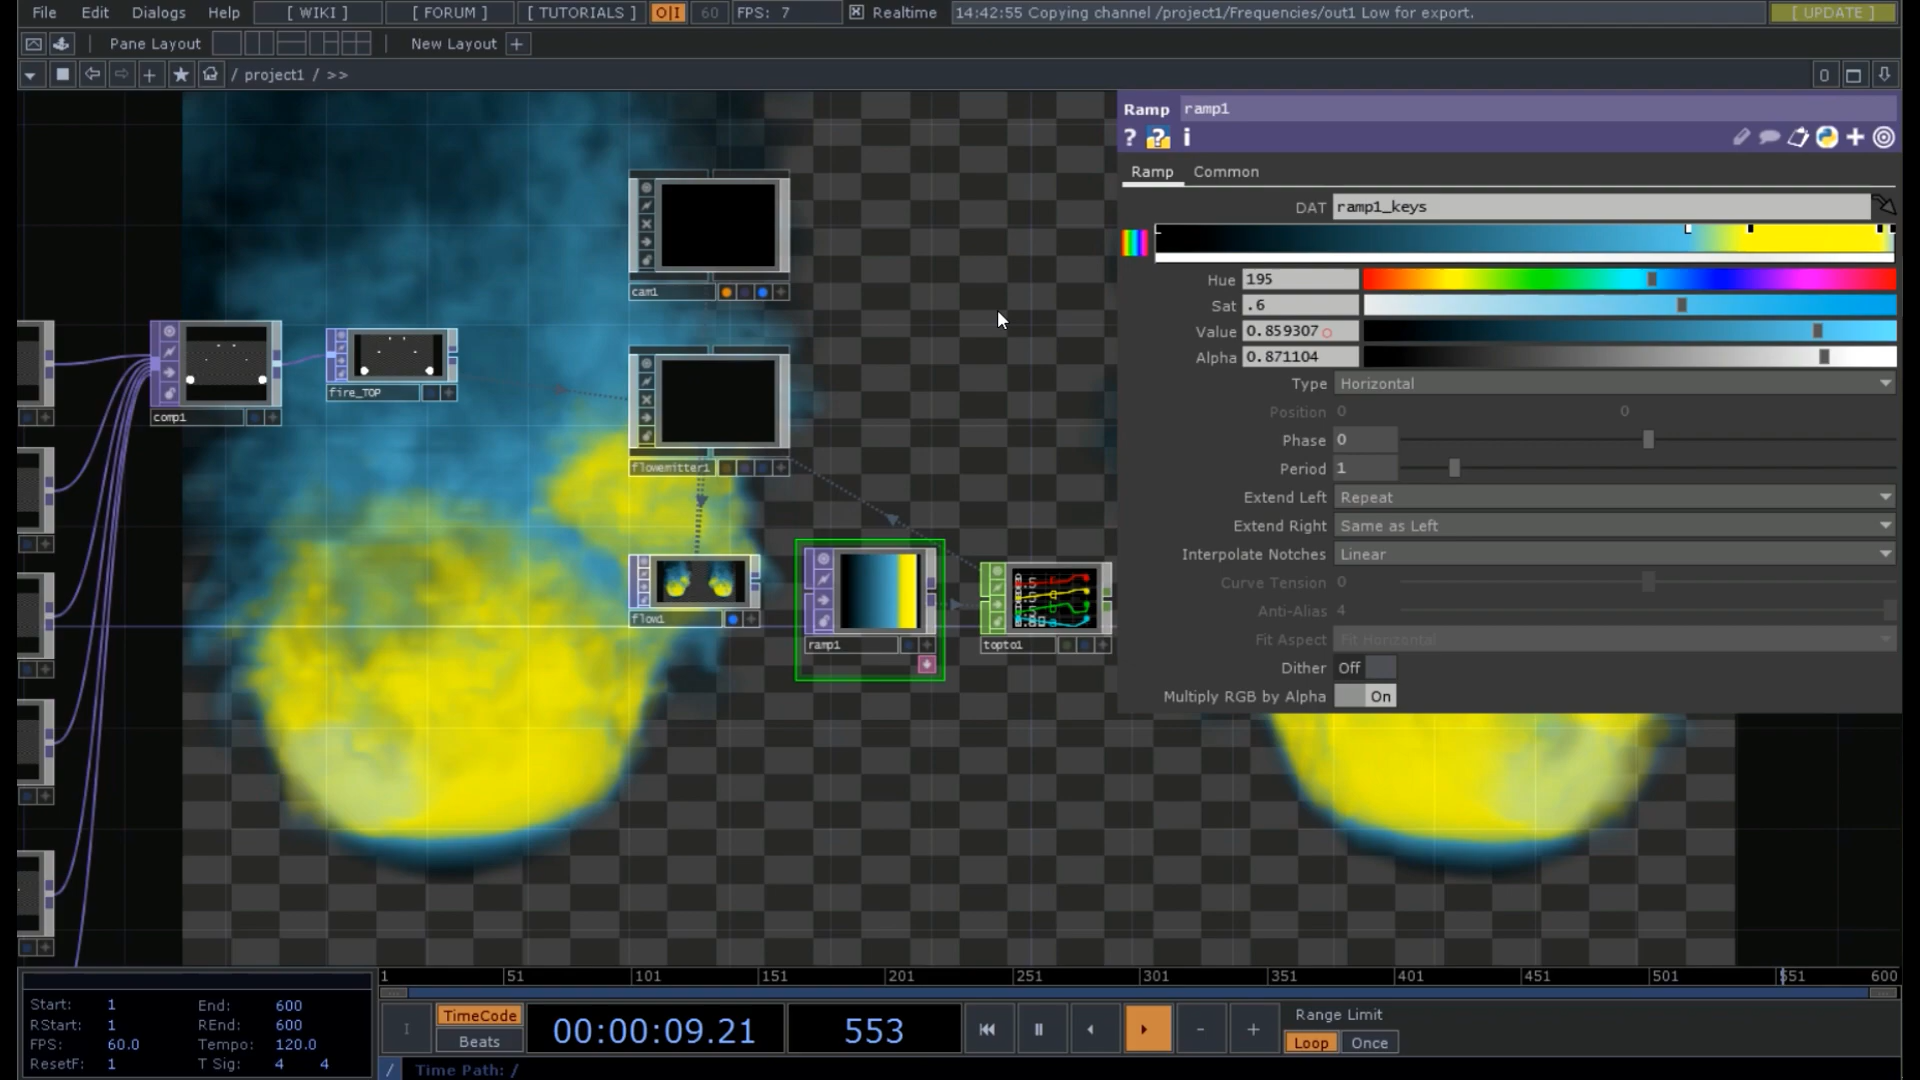 File Edit Dialogs Help [ WIKI ] [ FORUM ] [ TUTORIALS ] O|I 60 FPS: 7 Realtime 14:42:55 Copying channel /project1/Frequencies/out1 Low for export. [ UPDATE ]
Pane Layout New Layout +
/ project1 / >> 0
Ramp ramp1
? ? i
Ramp Common
DAT ramp1_keys
Hue 195
Sat .6
Value 0.859307
Alpha 0.871104
Type Horizontal
Position 0 0
Phase 0
Period 1
Extend Left Repeat
Extend Right Same as Left
Interpolate Notches Linear
Curve Tension 0
Anti-Alias 4
Fit Aspect Fit Horizontal
Dither Off
Multiply RGB by Alpha On
cam1
fire_TOP
comp1
flowemitter1
flow1
ramp1
topto1
1 51 101 151 201 251 301 351 401 451 501 551 600
Start: 1 End: 600
RStart: 1 REnd: 600
FPS: 60.0 Tempo: 120.0
ResetF: 1 T Sig: 4 4
TimeCode
Beats
00:00:09.21
553
- +
Range Limit
Loop Once
/ Time Path: /